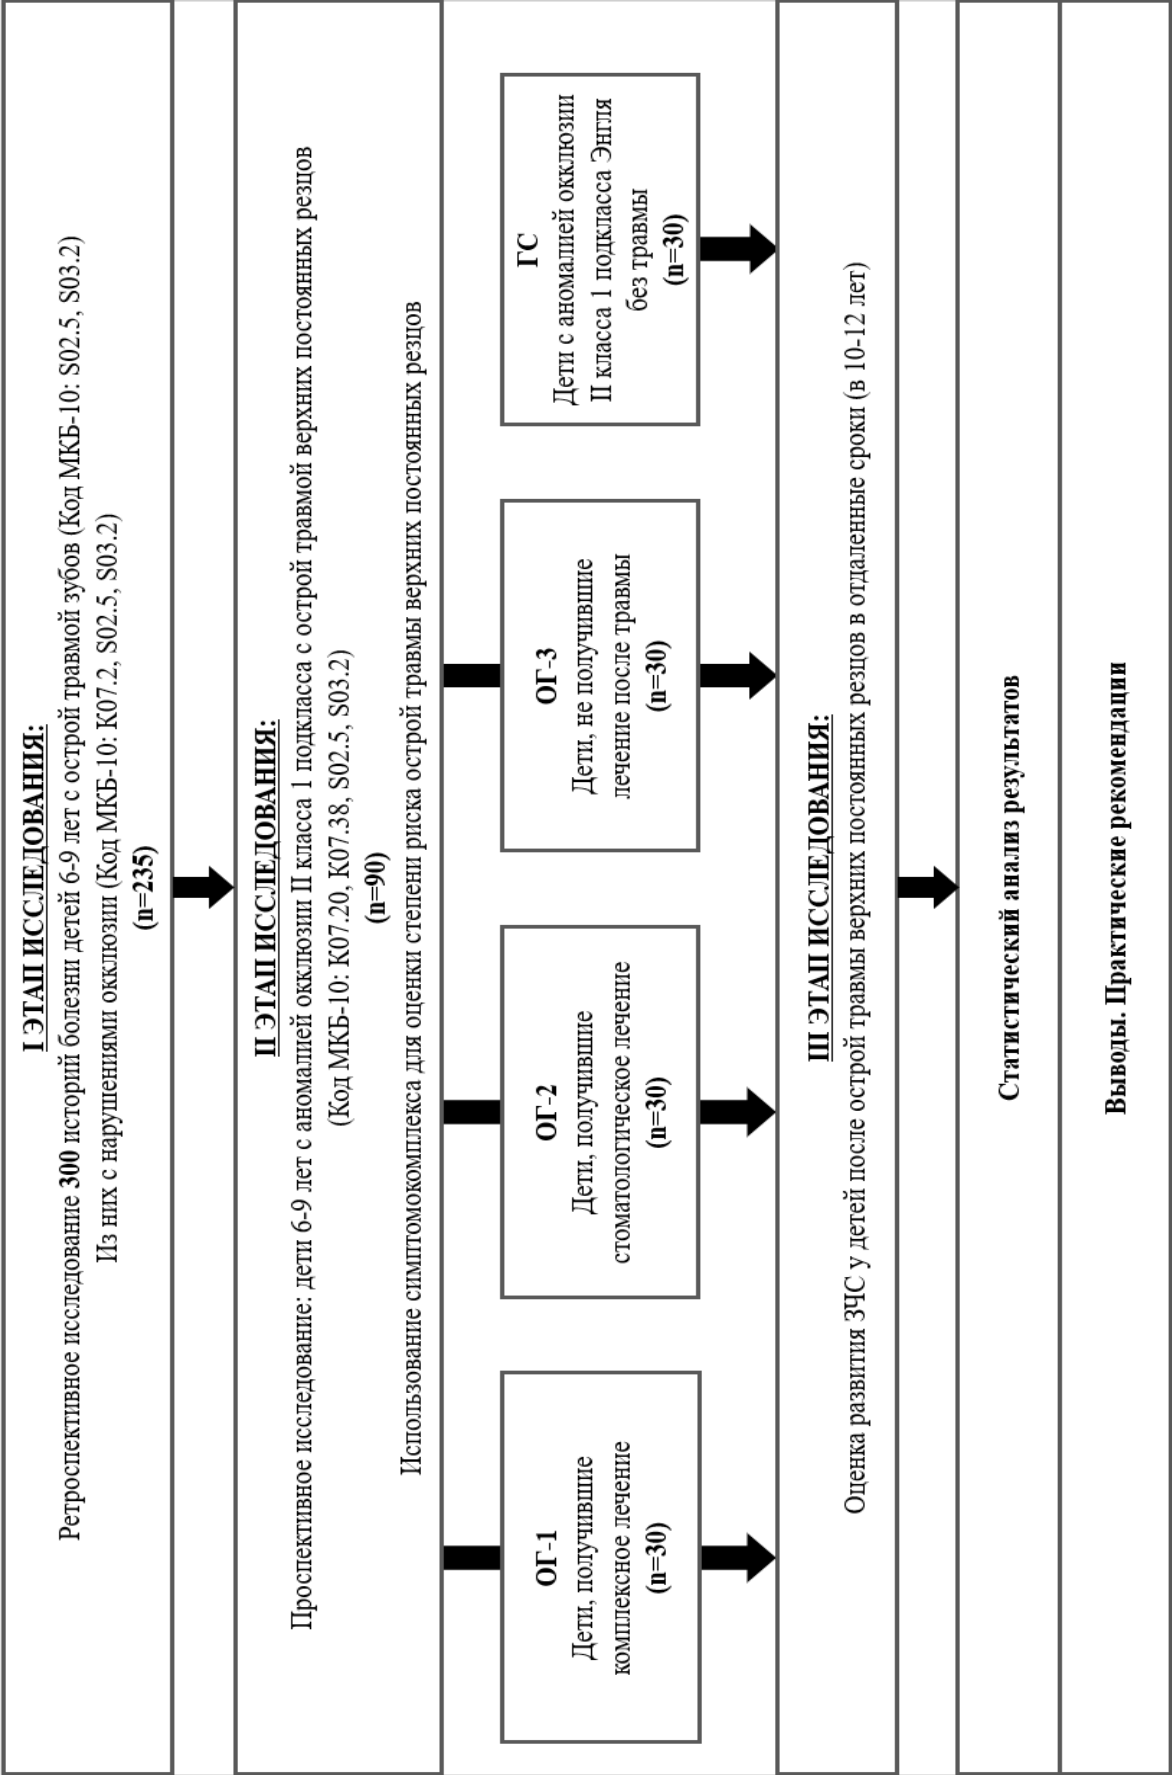 I ЭТАП ИССЛЕДОВАНИЯ:
Ретроспективное исследование 300 историй болезни детей 6-9 лет с острой травмой зубов (Код МКБ-10: S02.5, S03.2)
Из них с нарушениями окклюзии (Код МКБ-10: K07.2, S02.5, S03.2)
(n=235)
II ЭТАП ИССЛЕДОВАНИЯ:
Проспективное исследование: дети 6-9 лет с аномалией окклюзии II класса 1 подкласса с острой травмой верхних постоянных резцов
(Код МКБ-10: K07.20, K07.38, S02.5, S03.2)
(n=90)
Использование симптомокомплекса для оценки степени риска острой травмы верхних постоянных резцов
ОГ-1
Дети, получившие
комплексное лечение
(n=30)
ОГ-2
Дети, получившие
стоматологическое лечение
(n=30)
ОГ-3
Дети, не получившие
лечение после травмы
(n=30)
ГС
Дети с аномалией окклюзии
II класса 1 подкласса Энгля
без травмы
(n=30)
III ЭТАП ИССЛЕДОВАНИЯ:
Оценка развития ЗЧС у детей после острой травмы верхних постоянных резцов в отдаленные сроки (в 10-12 лет)
Статистический анализ результатов
Выводы. Практические рекомендации